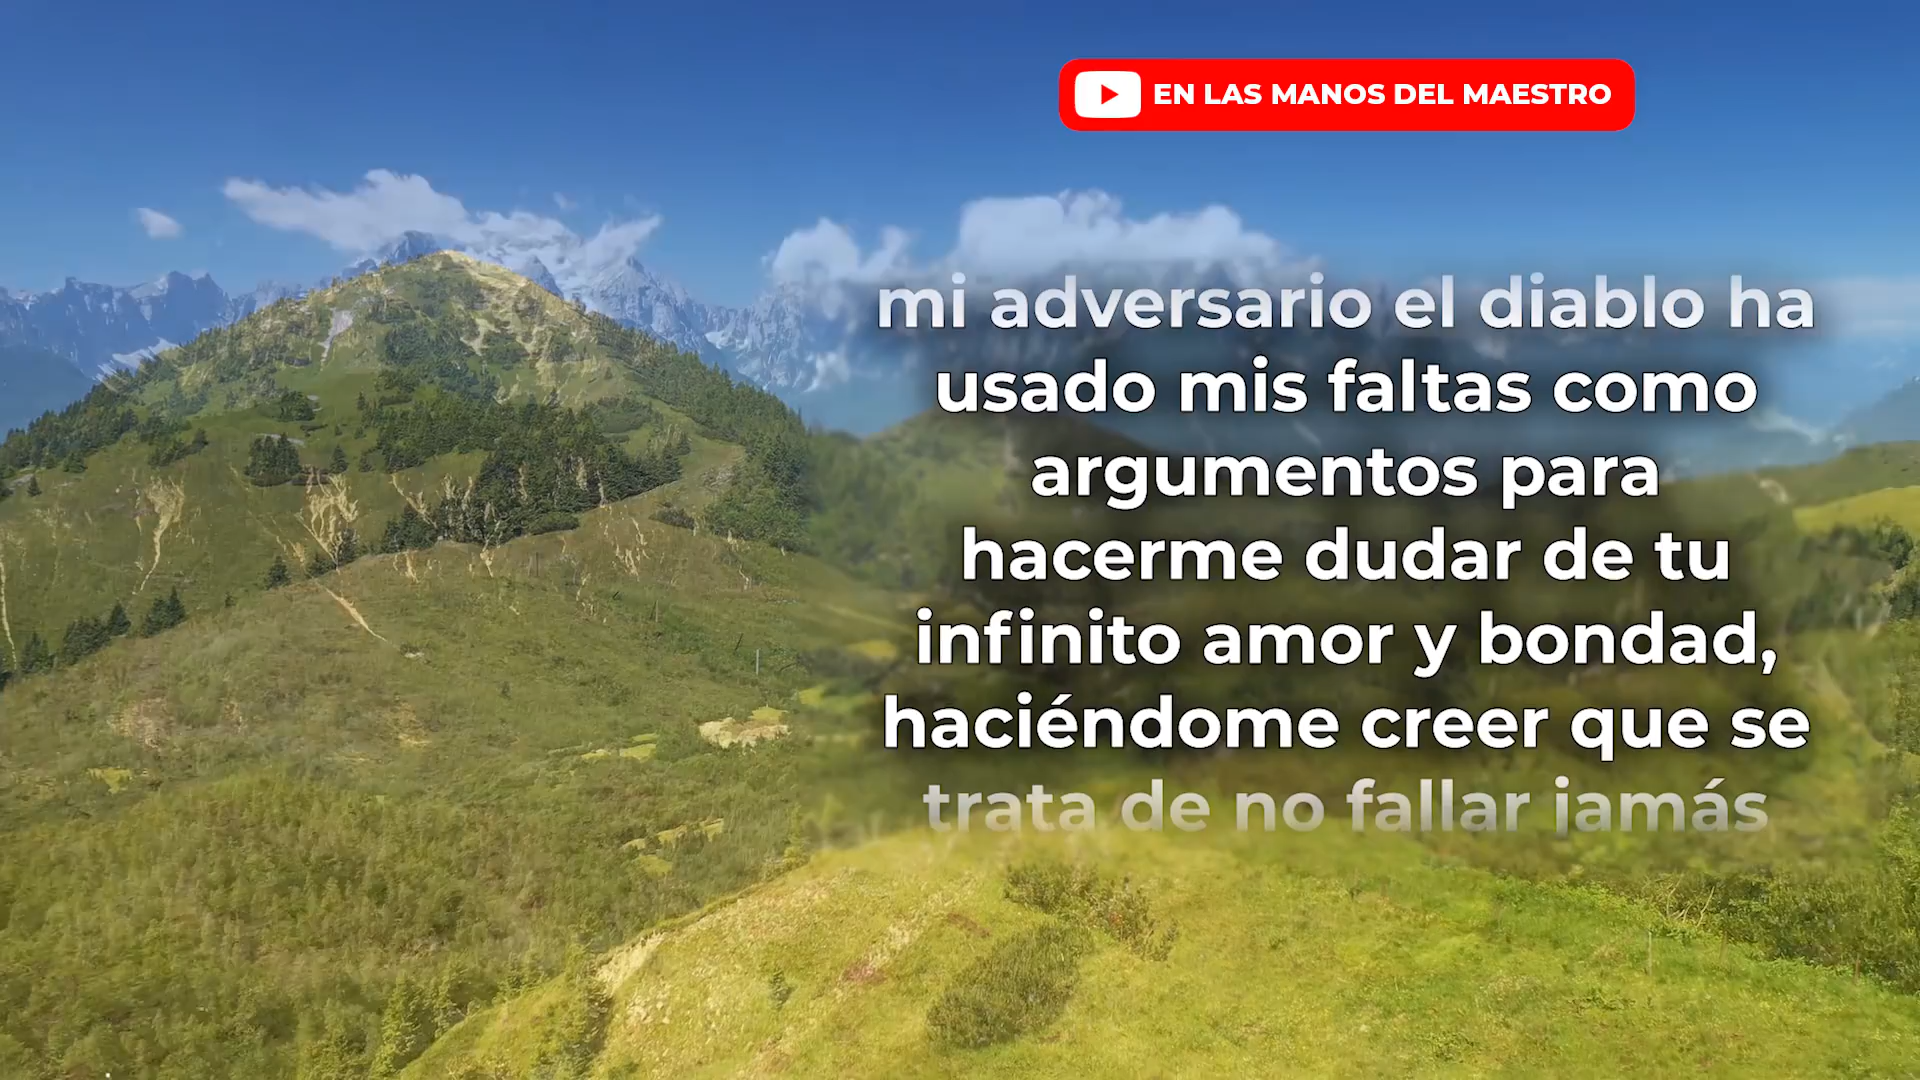 EN LAS MANOS DEL MAESTRO
mi adversario el diablo ha
usado mis faltas como
argumentos para
hacerme dudar de tu
infinito amor y bondad,
haciéndome creer que se
trata de no fallar jamás